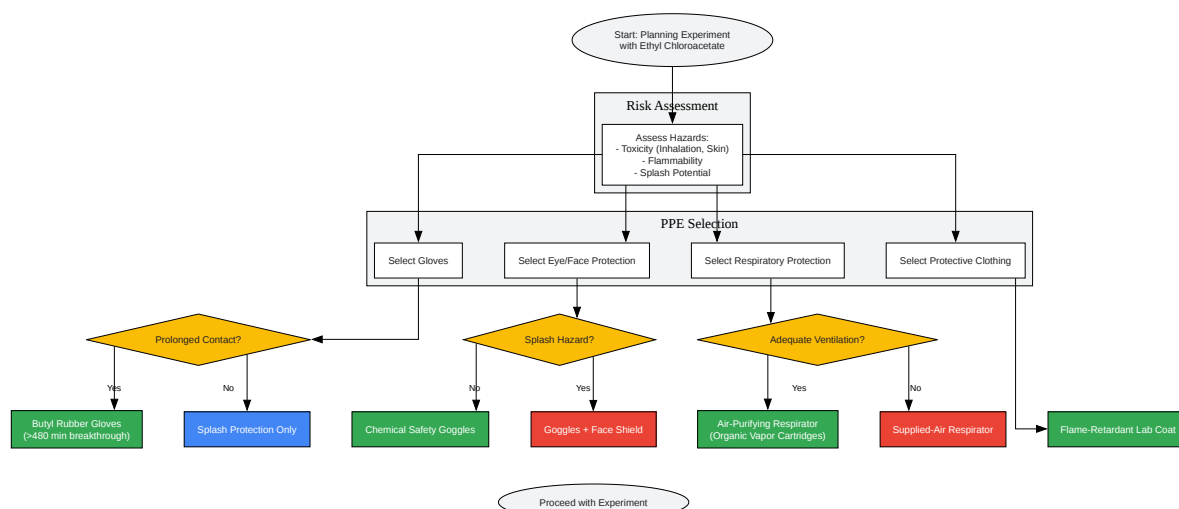 Start: Planning Experiment
with Ethyl Chloroacetate
Risk Assessment
Assess Hazards:
- Toxicity (Inhalation, Skin)
- Flammability
- Splash Potential
PPE Selection
Select Gloves
Select Eye/Face Protection
Select Respiratory Protection
Select Protective Clothing
Prolonged Contact?
Splash Hazard?
Adequate Ventilation?
Yes
No
No
Yes
Yes
No
Butyl Rubber Gloves
(>480 min breakthrough)
Splash Protection Only
Chemical Safety Goggles
Goggles + Face Shield
Air-Purifying Respirator
(Organic Vapor Cartridges)
Supplied-Air Respirator
Flame-Retardant Lab Coat
Proceed with Experiment